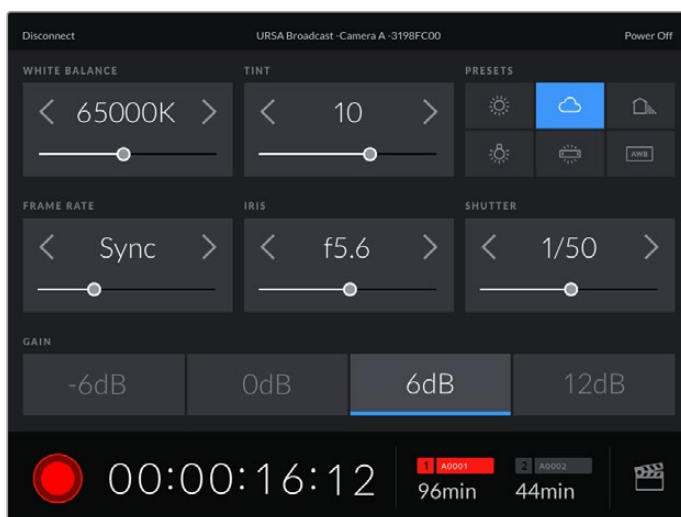 Disconnect URSA Broadcast -Camera A -3198FC00 Power Off
WHITE BALANCE TINT PRESETS
65000K 10
AWB
FRAME RATE IRIS SHUTTER
Sync f5.6 1/50
GAIN
-6dB 0dB 6dB 12dB
00:00:16:12 1 A0001 2 A0002
96min 44min